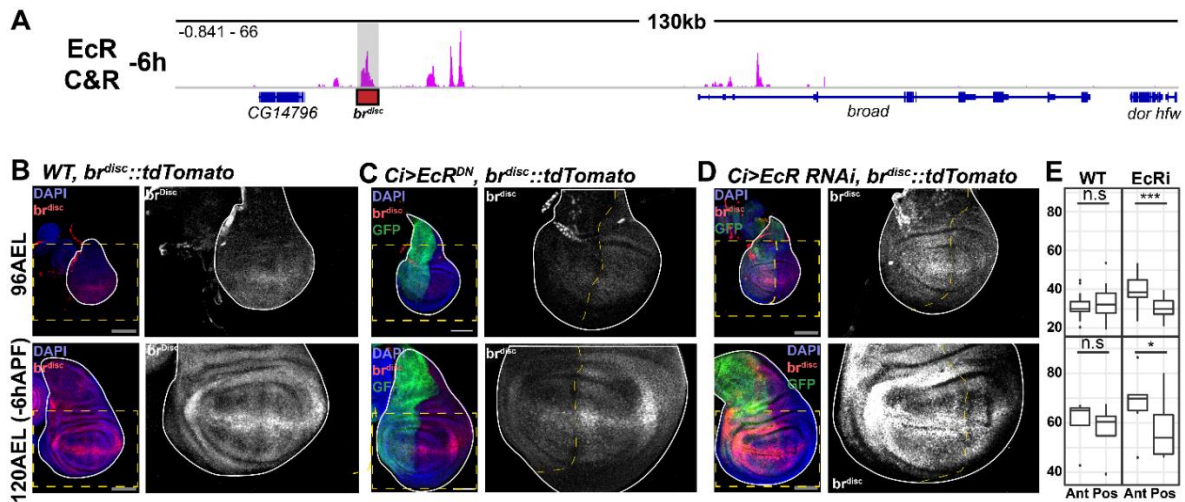 A
130kb
-0.841 - 66
EcR
C&R
-6h
CG14796
br^disc
broad
dor hfw
B WT, br^disc::tdTomato
C Ci>EcR^DN, br^disc::tdTomato
D Ci>EcR RNAi, br^disc::tdTomato
E WT EcRi
96AEL
DAPI
br^disc
br^Disc
DAPI
br^disc
GFP
br^Disc
DAPI
br^disc
GFP
br^disc
n.s ***
80
60
40
20
120AEL (-6hAPF)
DAPI
br^disc
br^Disc
DAPI
br^disc
GFP
br^disc
DAPI
br^disc
GFP
br^disc
n.s *
80
60
40
Ant Pos Ant Pos